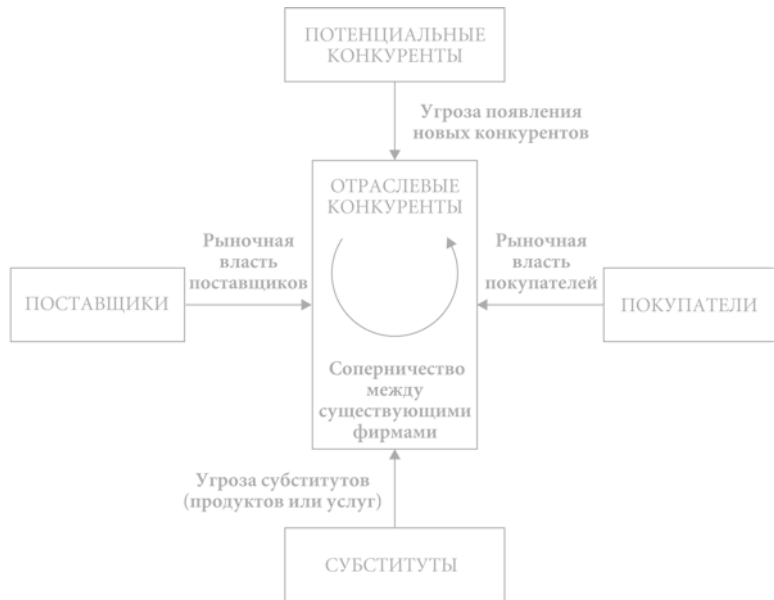 ПОТЕНЦИАЛЬНЫЕ
КОНКУРЕНТЫ
Угроза появления
новых конкурентов
ОТРАСЛЕВЫЕ
КОНКУРЕНТЫ
Рыночная
власть
поставщиков
Рыночная
власть
покупателей
ПОСТАВЩИКИ
ПОКУПАТЕЛИ
Соперничество
между
существующими
фирмами
Угроза субститутов
(продуктов или услуг)
СУБСТИТУТЫ